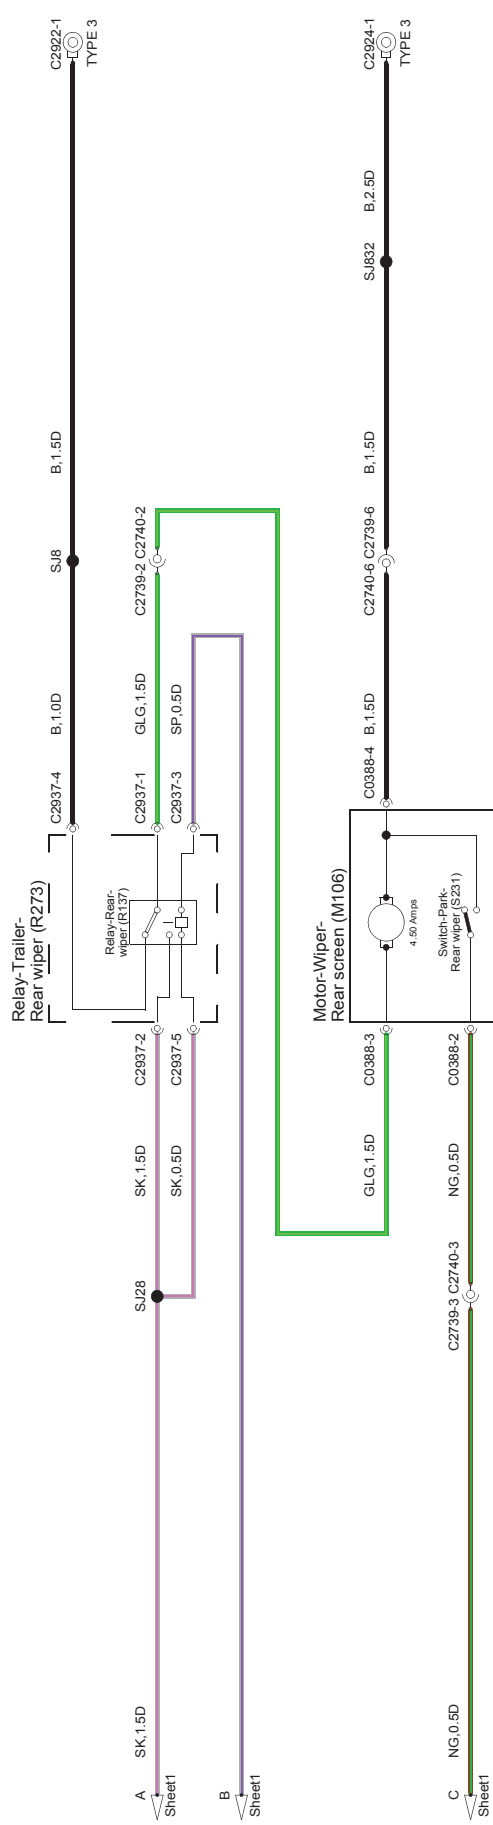 C2922-1
TYPE 3
B,1.5D
SJ8
B,1.0D
C2937-4
Relay-Trailer-
Rear wiper (R273)
Relay-Rear-
wiper (R137)
C2739-2 C2740-2
GLG,1.5D
C2937-1
SP,0.5D
C2937-3
C2937-2
SK,1.5D
C2937-5
SK,0.5D
SJ28
SK,1.5D
A
Sheet1
B
C2924-1
TYPE 3
B,2.5D
SJ832
B,1.5D
C2740-6 C2739-6
B,1.5D
C0388-4
Motor-Wiper-
Rear screen (M106)
4.50 Amps
Switch-Park-
Rear wiper (S231)
C0388-3
GLG,1.5D
C0388-2
NG,0.5D
C2739-3 C2740-3
NG,0.5D
C
Sheet1